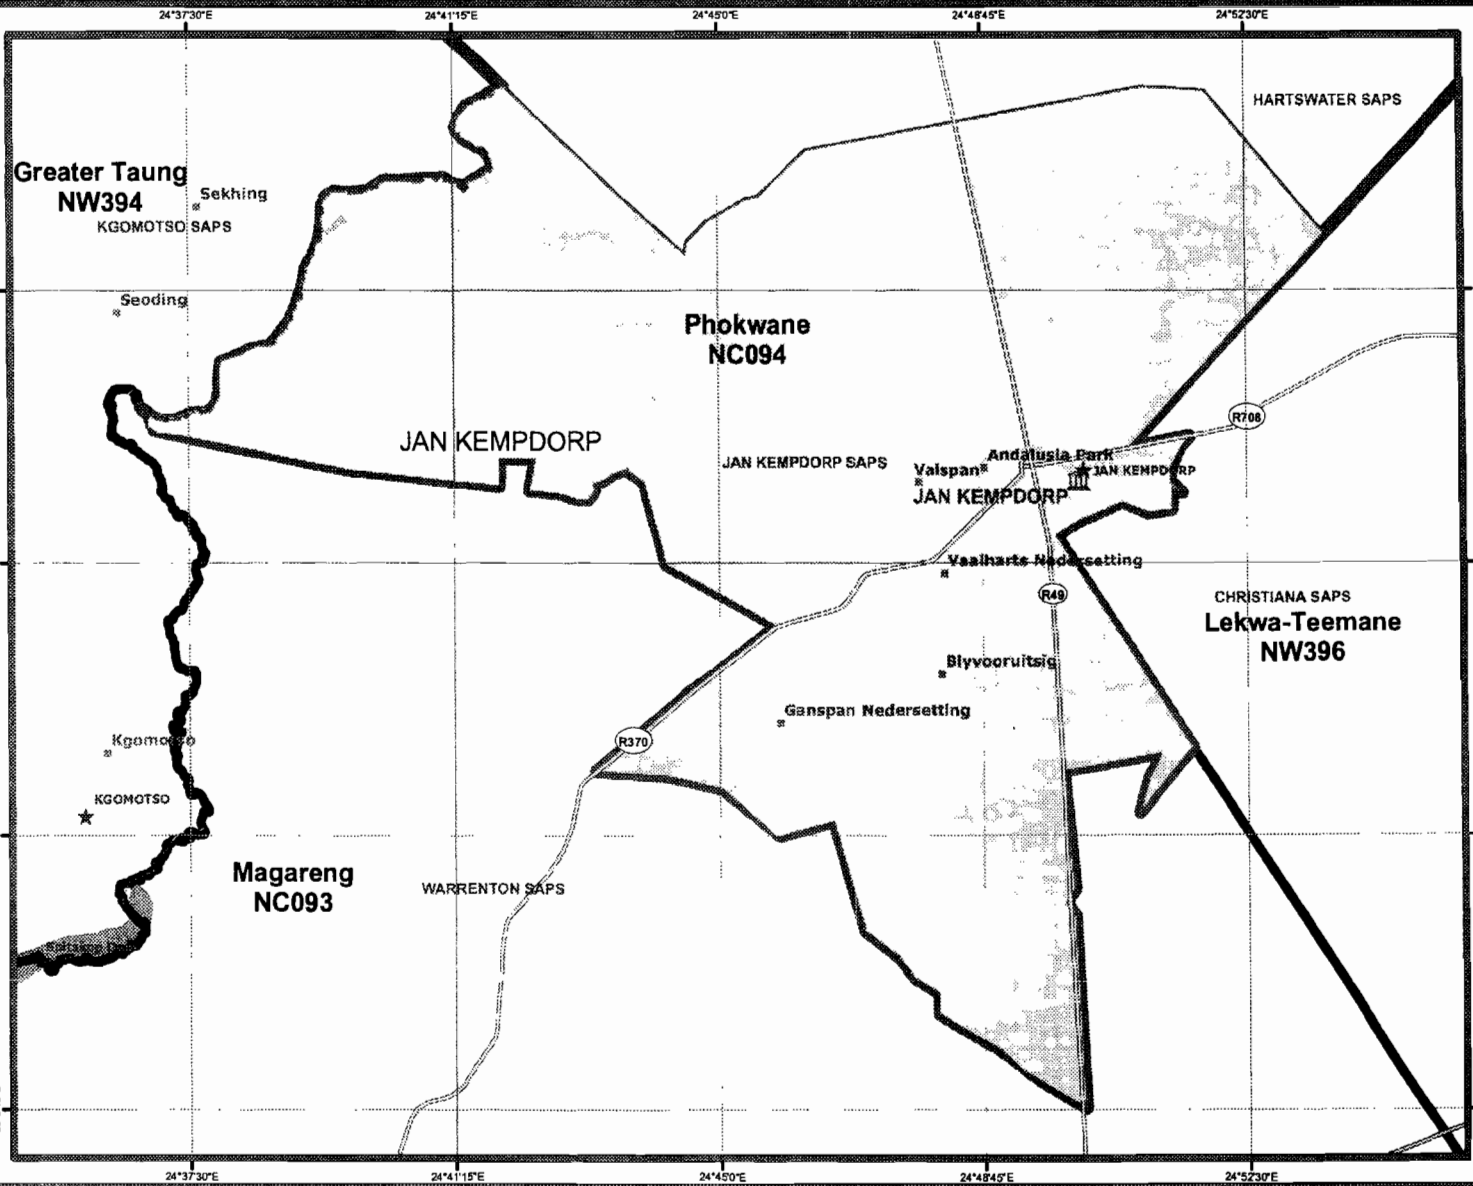 24°37'30"E
24°41'15"E
24°45'0"E
24°48'45"E
24°52'30"E
HARTSWATER SAPS
Greater Taung
NW394
Sekhing
KGOMOTSO SAPS
Seoding
Phokwane
NC094
R708
JAN KEMPDORP
JAN KEMPDORP SAPS
Andalusia Park
Valspan
JAN KEMPDORP
JAN KEMPDORP
Vaalharts Nedersetting
R49
CHRISTIANA SAPS
Lekwa-Teemane
NW396
Blyvooruitsig
Ganspan Nedersetting
R370
Kgomotso
KGOMOTSO
Magareng
NC093
WARRENTON SAPS
24°37'30"E
24°41'15"E
24°45'0"E
24°48'45"E
24°52'30"E